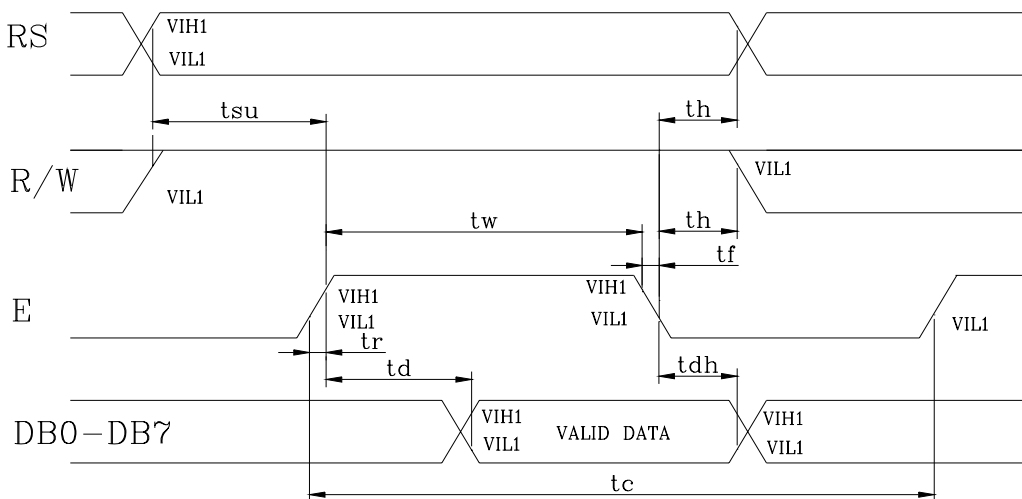 RS
VIH1
VIL1
tsu
th
R/W
VIL1
VIL1
tw
th
tf
E
VIH1
VIL1
VIH1
VIL1
VIL1
tr
td
tdh
DB0-DB7
VIH1
VIL1
VALID DATA
VIH1
VIL1
tc